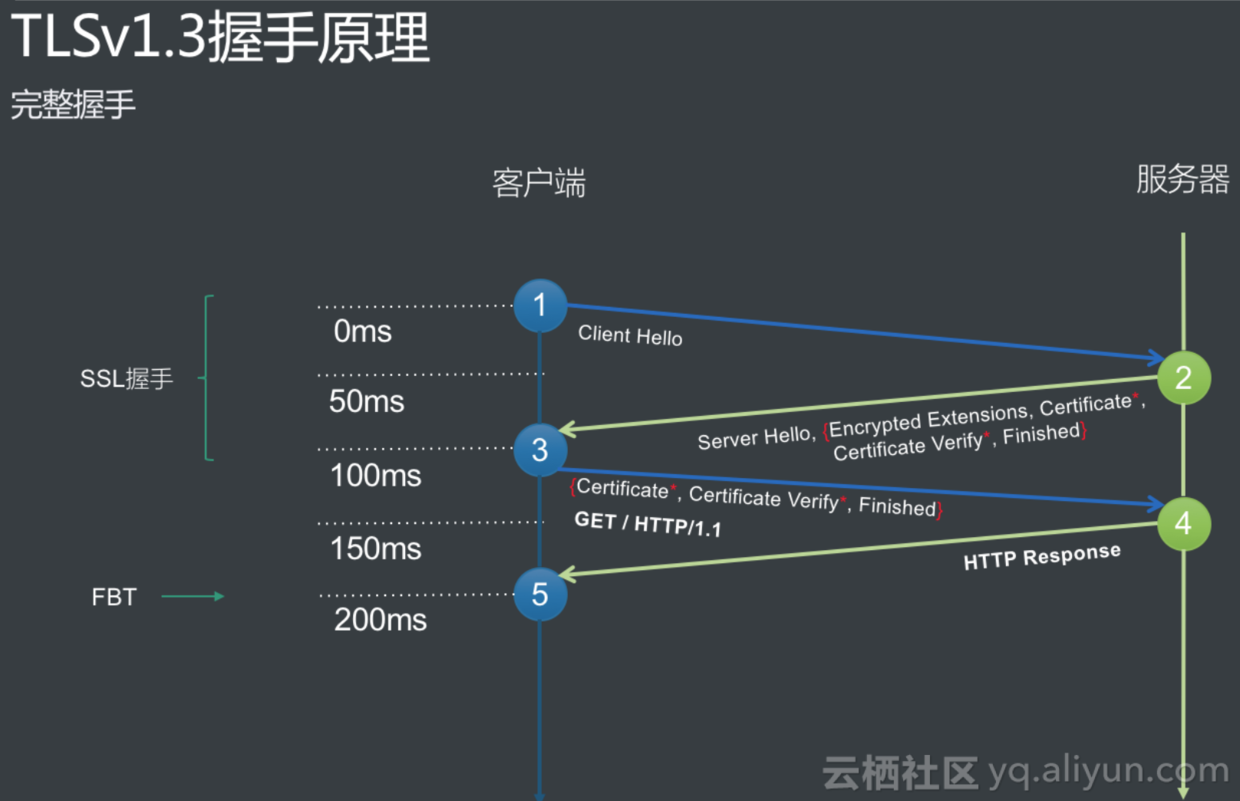 TLSv1.3握手原理
完整握手
客户端
服务器
1
0ms
Client Hello
SSL握手
50ms
2
Server Hello, {Encrypted Extensions, Certificate*,
Certificate Verify*, Finished}
3
100ms
{Certificate*, Certificate Verify*, Finished}
GET / HTTP/1.1
4
150ms
HTTP Response
FBT
5
200ms
云栖社区 yq.aliyun.com